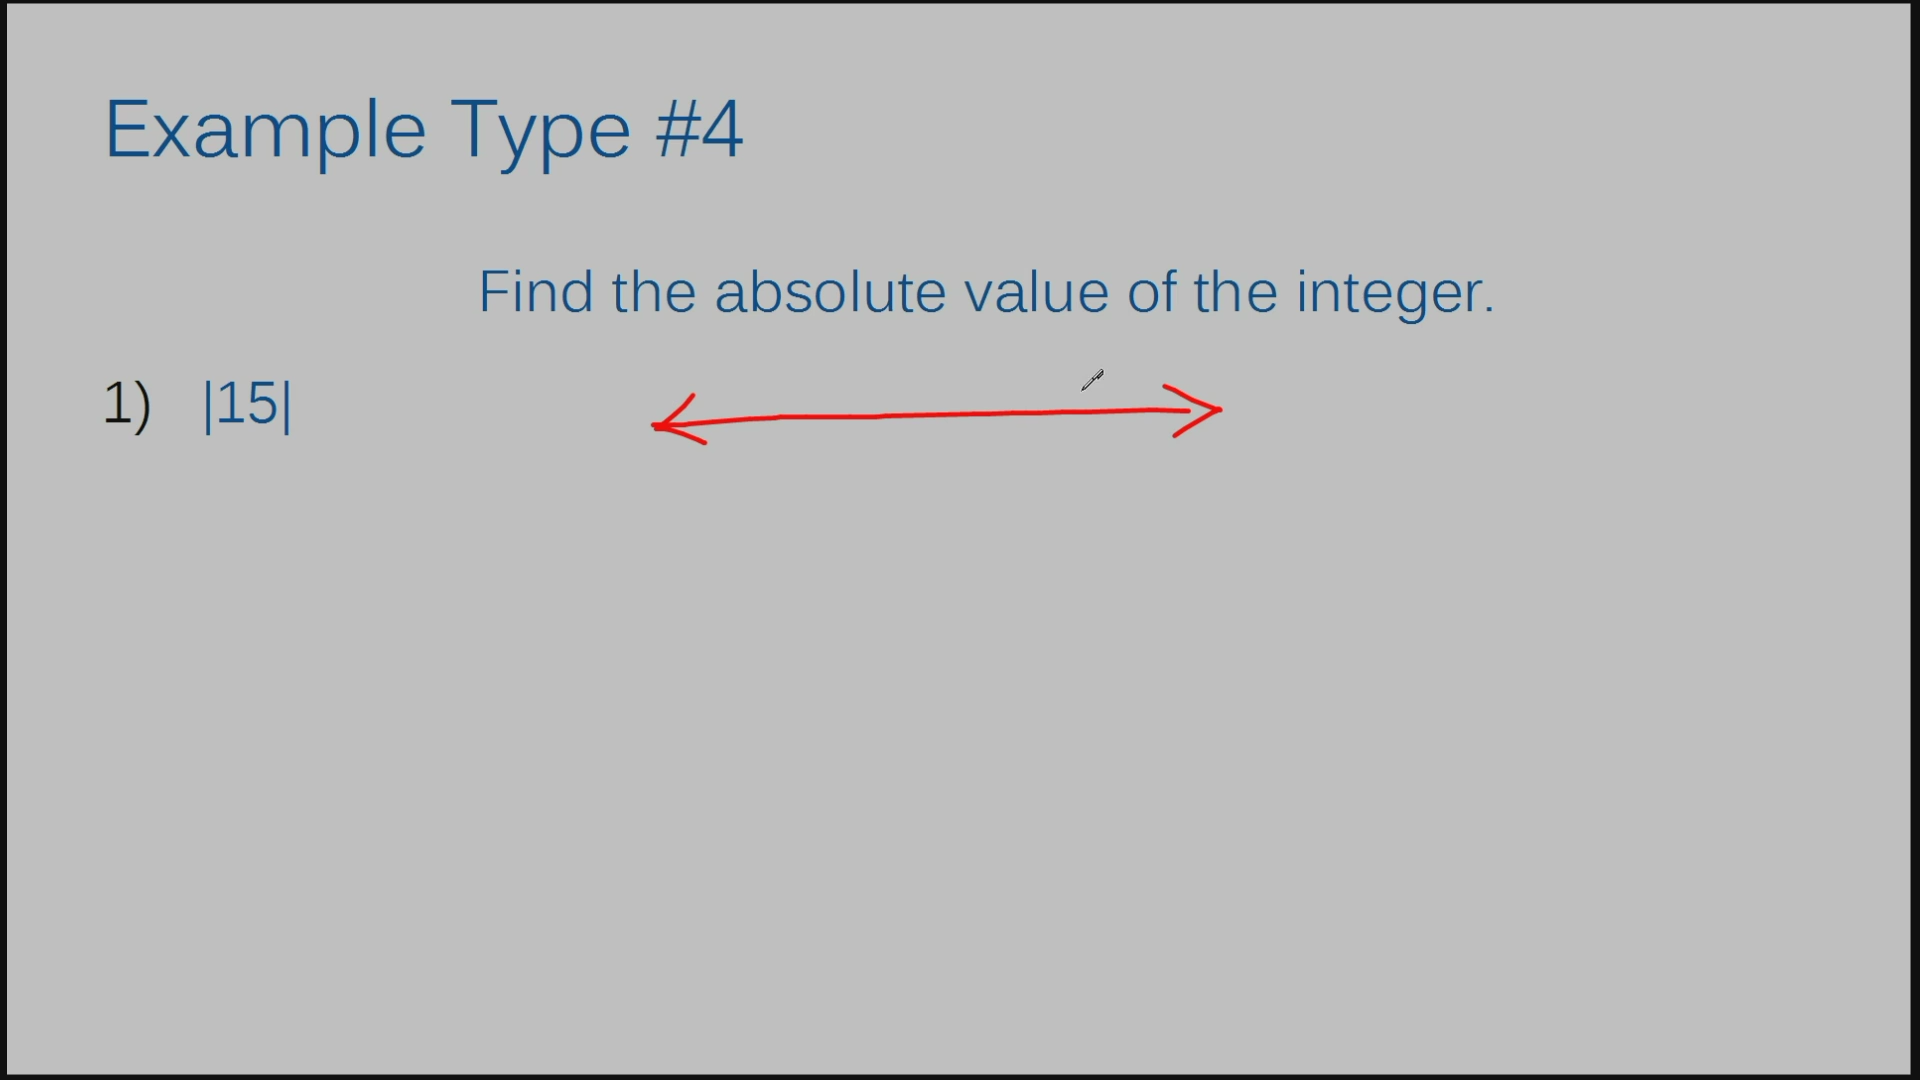 Example Type #4
Find the absolute value of the integer.
1) |15|